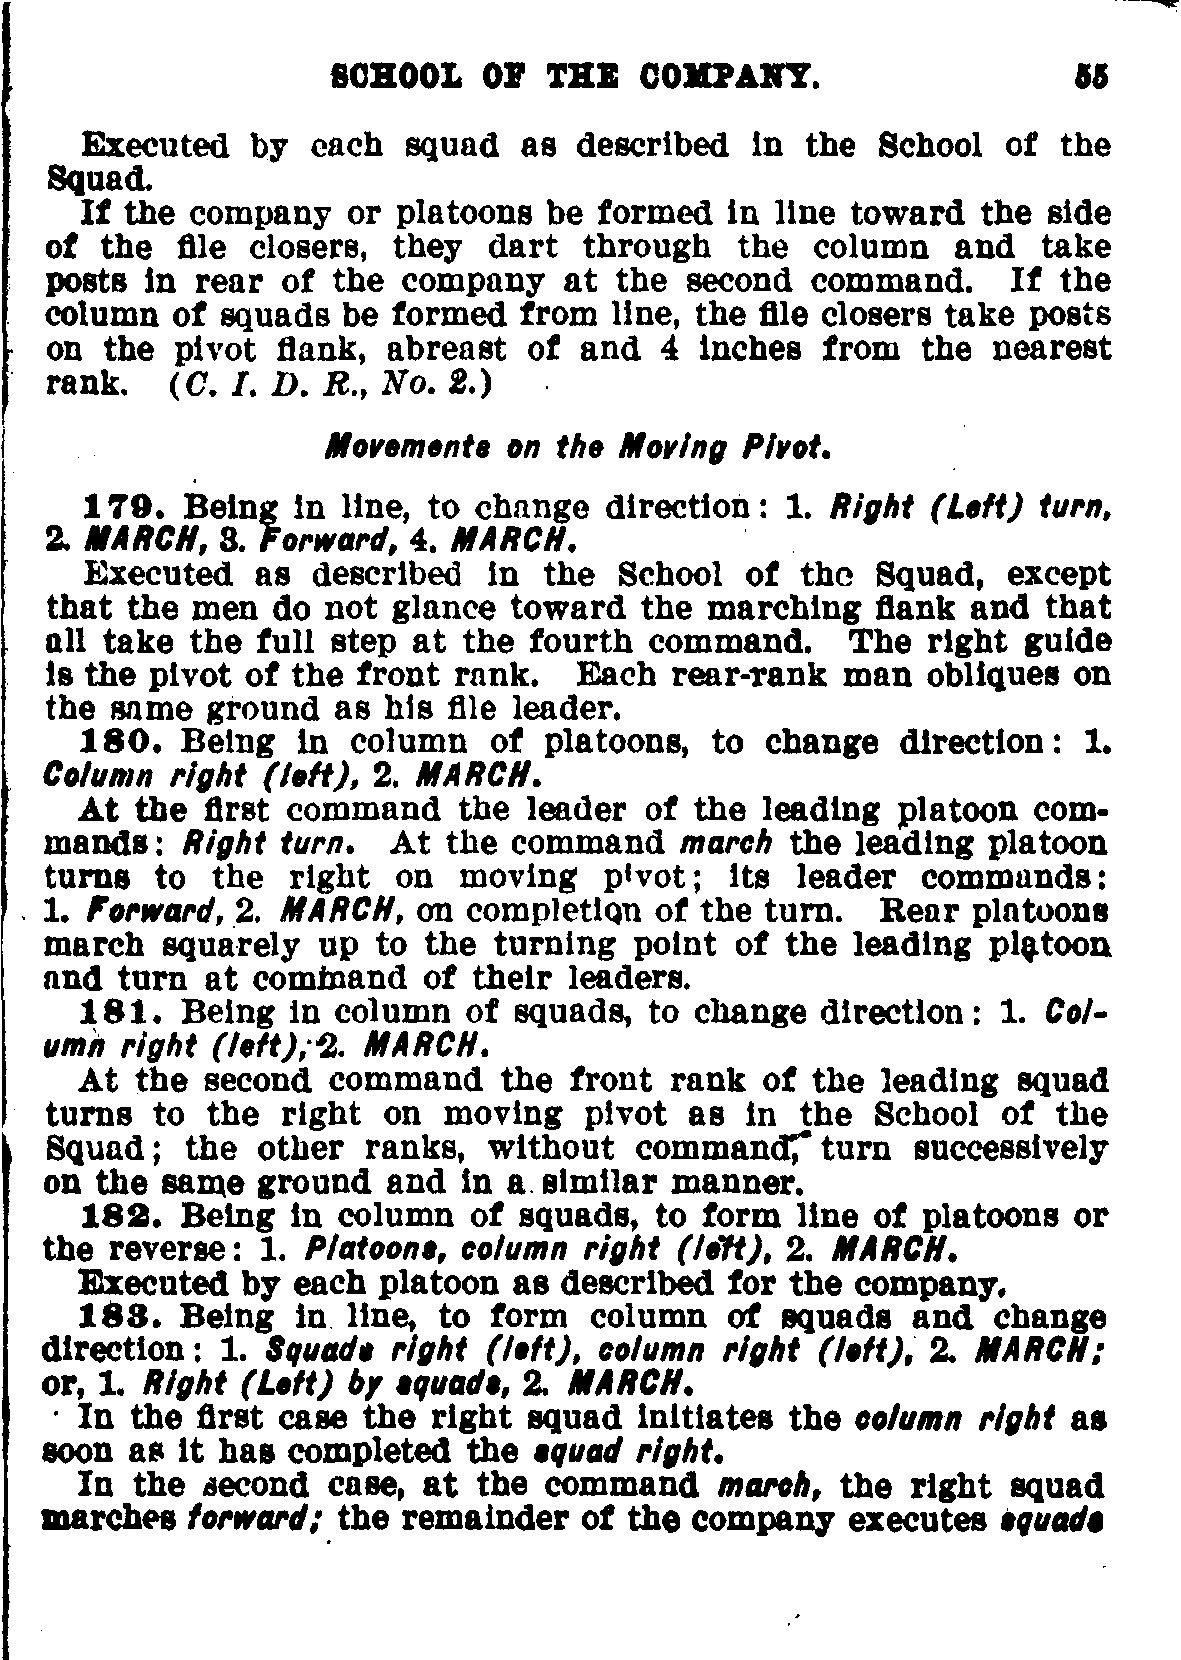 SCHOOL OF THE COMPANY. 55
Executed by each squad as described in the School of the
Squad.
If the company or platoons be formed in line toward the side
of the file closers, they dart through the column and take
posts in rear of the company at the second command. If the
column of squads be formed from line, the file closers take posts
on the pivot flank, abreast of and 4 inches from the nearest
rank. (C. I. D. R., No. 2.)
Movements on the Moving Pivot.
179. Being in line, to change direction: 1. Right (Left) turn,
2. MARCH, 3. Forward, 4. MARCH.
Executed as described in the School of the Squad, except
that the men do not glance toward the marching flank and that
all take the full step at the fourth command. The right guide
is the pivot of the front rank. Each rear-rank man obliques on
the same ground as his file leader.
180. Being in column of platoons, to change direction: 1.
Column right (left), 2. MARCH.
At the first command the leader of the leading platoon com-
mands: Right turn. At the command march the leading platoon
turns to the right on moving pivot; its leader commands:
1. Forward, 2. MARCH, on completion of the turn. Rear platoons
march squarely up to the turning point of the leading platoon
and turn at command of their leaders.
181. Being in column of squads, to change direction: 1. Col-
umn right (left), 2. MARCH.
At the second command the front rank of the leading squad
turns to the right on moving pivot as in the School of the
Squad; the other ranks, without command, turn successively
on the same ground and in a similar manner.
182. Being in column of squads, to form line of platoons or
the reverse: 1. Platoons, column right (left), 2. MARCH.
Executed by each platoon as described for the company.
183. Being in line, to form column of squads and change
direction: 1. Squads right (left), column right (left), 2. MARCH;
or, 1. Right (Left) by squads, 2. MARCH.
In the first case the right squad initiates the column right as
soon as it has completed the squad right.
In the second case, at the command march, the right squad
marches forward; the remainder of the company executes squads